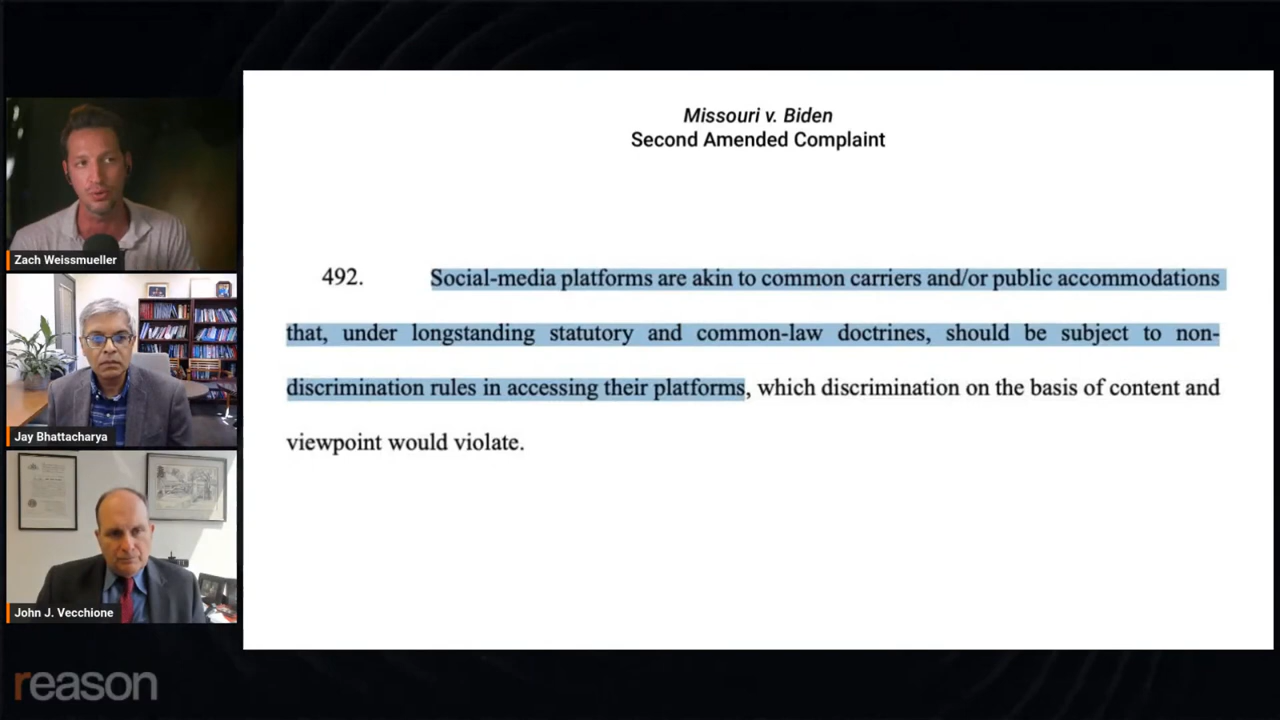 Missouri v. Biden
Second Amended Complaint
492. Social-media platforms are akin to common carriers and/or public accommodations
that, under longstanding statutory and common-law doctrines, should be subject to non-
discrimination rules in accessing their platforms, which discrimination on the basis of content and
viewpoint would violate.
Zach Weissmueller
Jay Bhattacharya
John J. Vecchione
reason